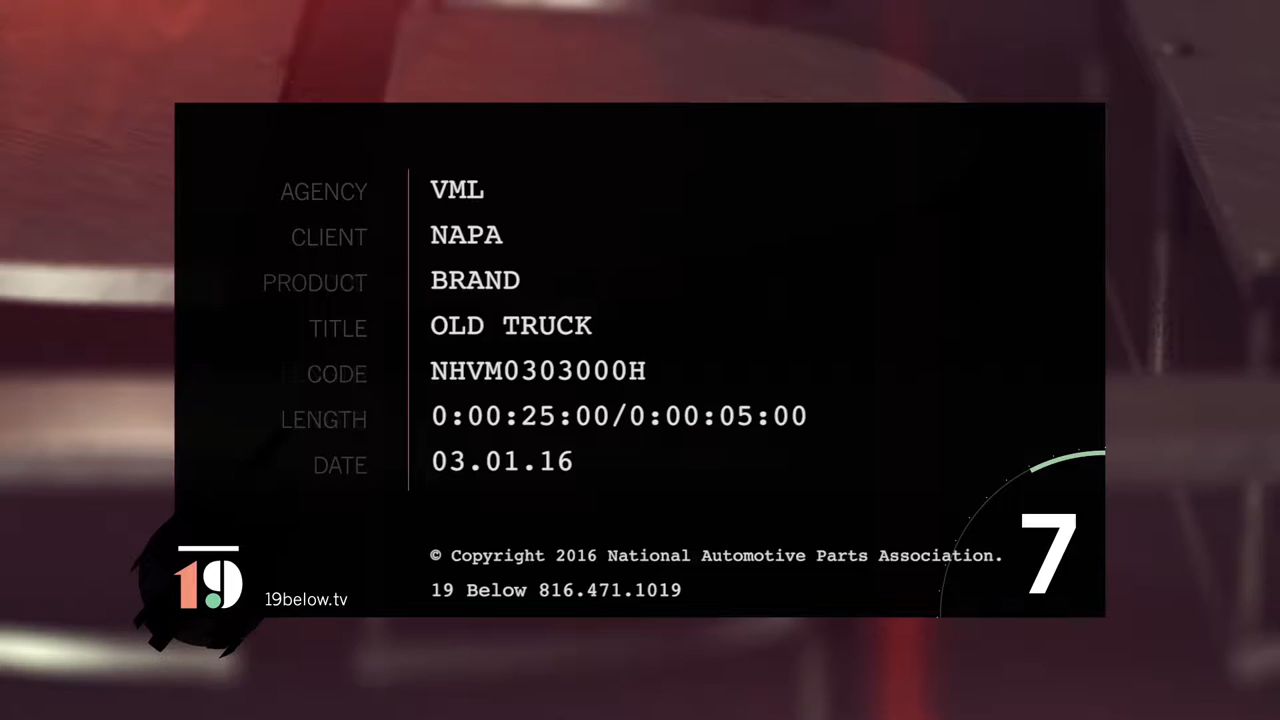 AGENCY VML
CLIENT NAPA
PRODUCT BRAND
TITLE OLD TRUCK
CODE NHVM0303000H
LENGTH 0:00:25:00/0:00:05:00
DATE 03.01.16
© Copyright 2016 National Automotive Parts Association.
19 Below 816.471.1019
19 19below.tv
7